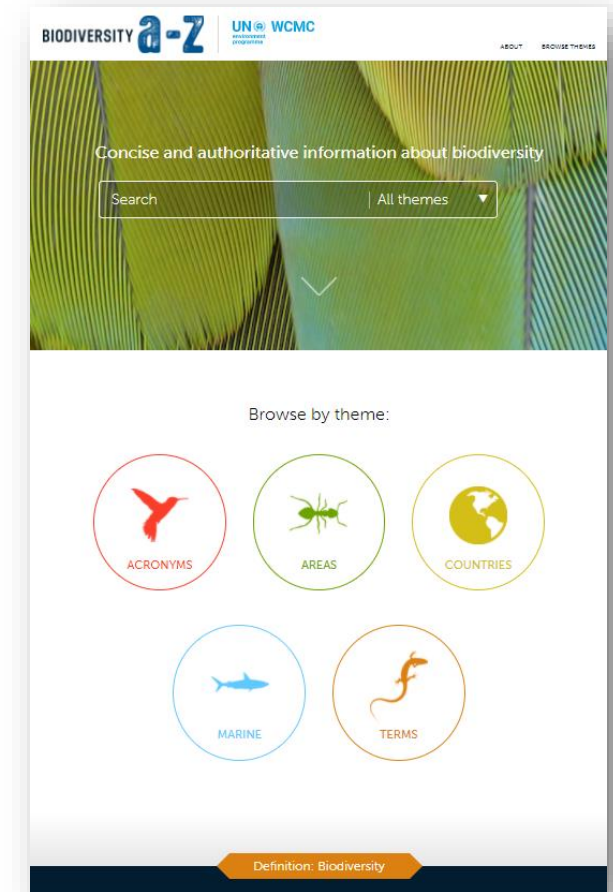 BIODIVERSITY a-Z
UN WCMC
environment
programme
ABOUT BROWSE THEMES
Concise and authoritative information about biodiversity
Search All themes
Browse by theme:
ACRONYMS
AREAS
COUNTRIES
MARINE
TERMS
Definition: Biodiversity